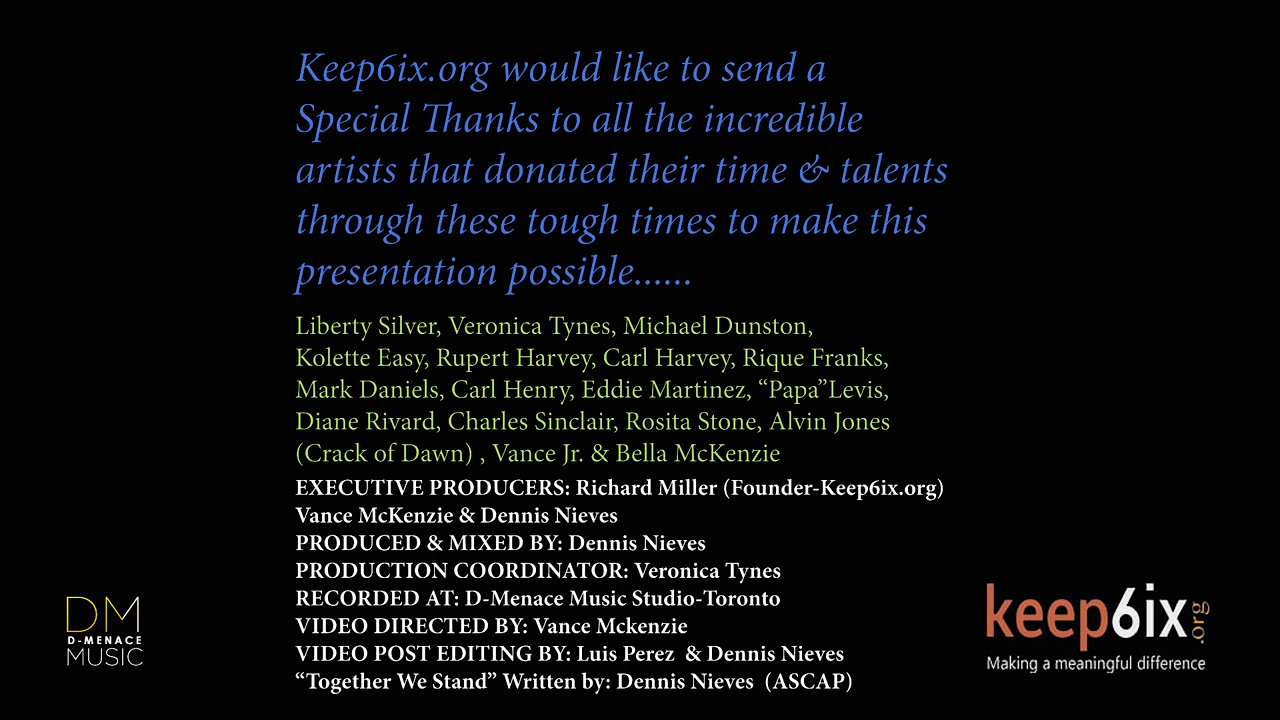 Keep6ix.org would like to send a
Special Thanks to all the incredible
artists that donated their time & talents
through these tough times to make this
presentation possible......
Liberty Silver, Veronica Tynes, Michael Dunston,
Kolette Easy, Rupert Harvey, Carl Harvey, Rique Franks,
Mark Daniels, Carl Henry, Eddie Martinez, “Papa”Levis,
Diane Rivard, Charles Sinclair, Rosita Stone, Alvin Jones
(Crack of Dawn) , Vance Jr. & Bella McKenzie
EXECUTIVE PRODUCERS: Richard Miller (Founder-Keep6ix.org)
Vance McKenzie & Dennis Nieves
PRODUCED & MIXED BY: Dennis Nieves
PRODUCTION COORDINATOR: Veronica Tynes
RECORDED AT: D-Menace Music Studio-Toronto
VIDEO DIRECTED BY: Vance Mckenzie
VIDEO POST EDITING BY: Luis Perez  & Dennis Nieves
“Together We Stand” Written by: Dennis Nieves  (ASCAP)
DM
D-MENACE
MUSIC
keep6ix.org
Making a meaningful difference